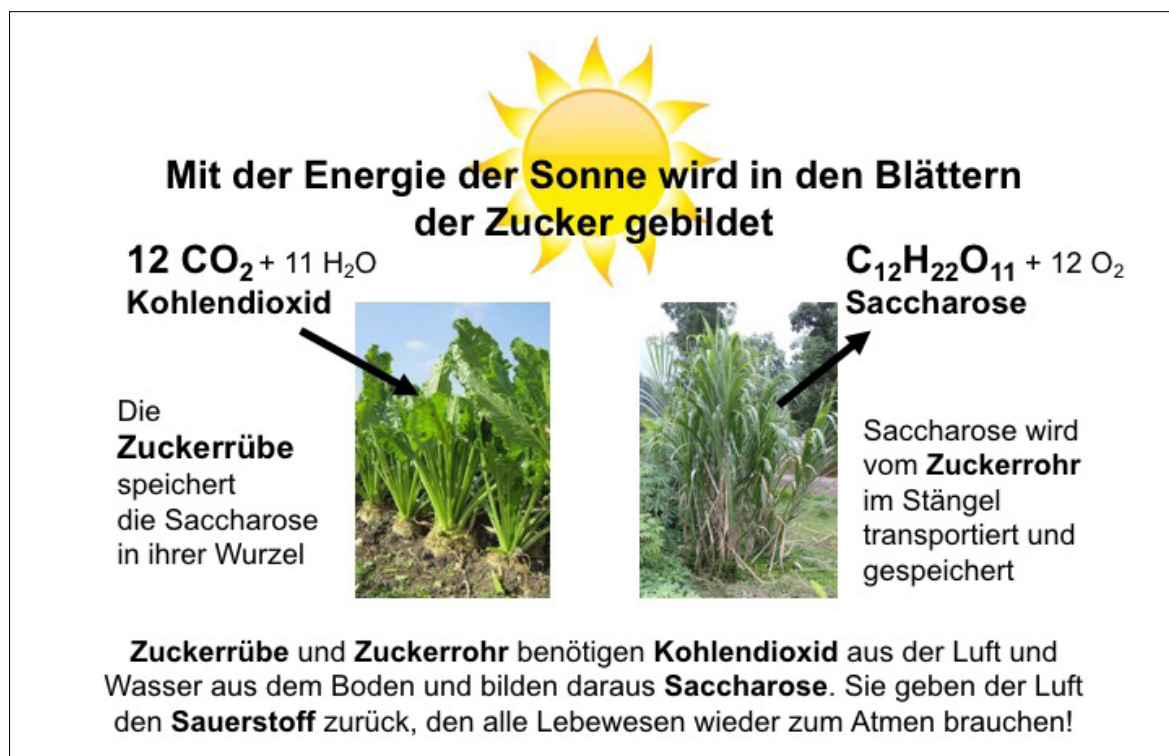 Mit der Energie der Sonne wird in den Blättern
der Zucker gebildet
12 CO₂ + 11 H₂O
Kohlendioxid
C₁₂H₂₂O₁₁ + 12 O₂
Saccharose
Die
Zuckerrübe
speichert
die Saccharose
in ihrer Wurzel
Saccharose wird
vom Zuckerrohr
im Stängel
transportiert und
gespeichert
Zuckerrübe und Zuckerrohr benötigen Kohlendioxid aus der Luft und
Wasser aus dem Boden und bilden daraus Saccharose. Sie geben der Luft
den Sauerstoff zurück, den alle Lebewesen wieder zum Atmen brauchen!